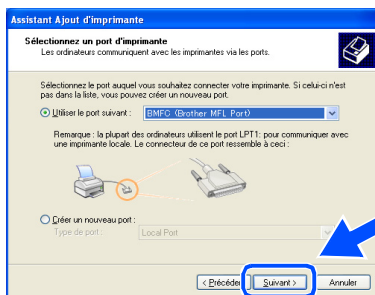 Assistant Ajout d'imprimante
Sélectionnez un port d'imprimante
Les ordinateurs communiquent avec les imprimantes via les ports.
Sélectionnez le port auquel vous souhaitez connecter votre imprimante. Si celui-ci n'est
pas dans la liste, vous pouvez créer un nouveau port.
Utiliser le port suivant : BMFC (Brother MFL Port)
Remarque : la plupart des ordinateurs utilisent le port LPT1: pour communiquer avec
une imprimante locale. Le connecteur de ce port ressemble à ceci :
Créer un nouveau port :
Type de port : Local Port
< Précéden Suivant > Annuler